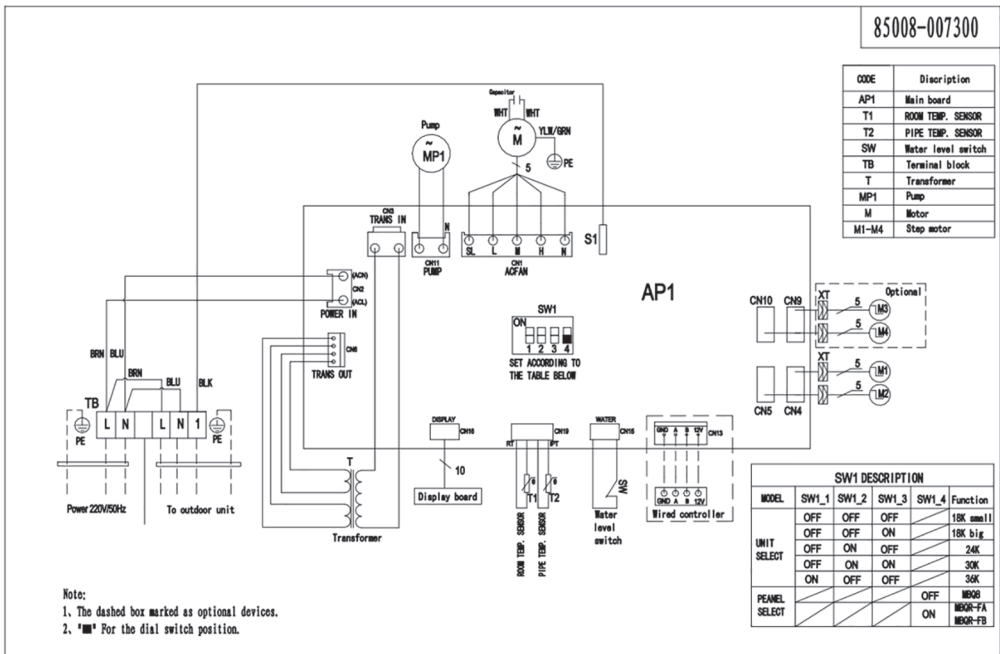 85008-007300
CODE Discription
AP1 Main board
T1 ROOM TEMP. SENSOR
T2 PIPE TEMP. SENSOR
SW Water level switch
TB Terminal block
T Transformer
MP1 Pump
M Motor
M1-M4 Step motor
Capacitor
WHT WHT
YLW/GRN
~
M
PE
5
Pump
~
MP1
CN3
TRANS IN
N
CN11
PUMP
SL L M H N
CN1
ACFAN
S1
AP1
(ACN)
CN2
(ACL)
POWER IN
CN6
TRANS OUT
SW1
ON
1 2 3 4
SET ACCORDING TO
THE TABLE BELOW
CN10 CN9 XT
Optional
5 M3
5 M4
XT
5 M1
5 M2
CN5 CN4
BRN BLU
BRN
BLU
BLK
TB
L N L N 1
PE
PE
Power 220V/50Hz
To outdoor unit
T
Transformer
DISPLAY
CN16
10
Display board
CN19
RT IPT
θ θ
T1 T2
ROOM TEMP. SENSOR
PIPE TEMP. SENSOR
WATER
CN15
SW
Water
level
switch
GND A B 12V
CN13
GND A B 12V
Wired controller
SW1 DESCRIPTION
MODEL SW1_1 SW1_2 SW1_3 SW1_4 Function
UNIT
SELECT
OFF OFF OFF 18K small
OFF OFF ON 18K big
OFF ON OFF 24K
OFF ON ON 30K
ON OFF OFF 36K
PEANEL
SELECT
OFF MBQ8
ON MBQR-FA
MBQR-FB
Note:
1、The dashed box marked as optional devices.
2、"■" For the dial switch position.